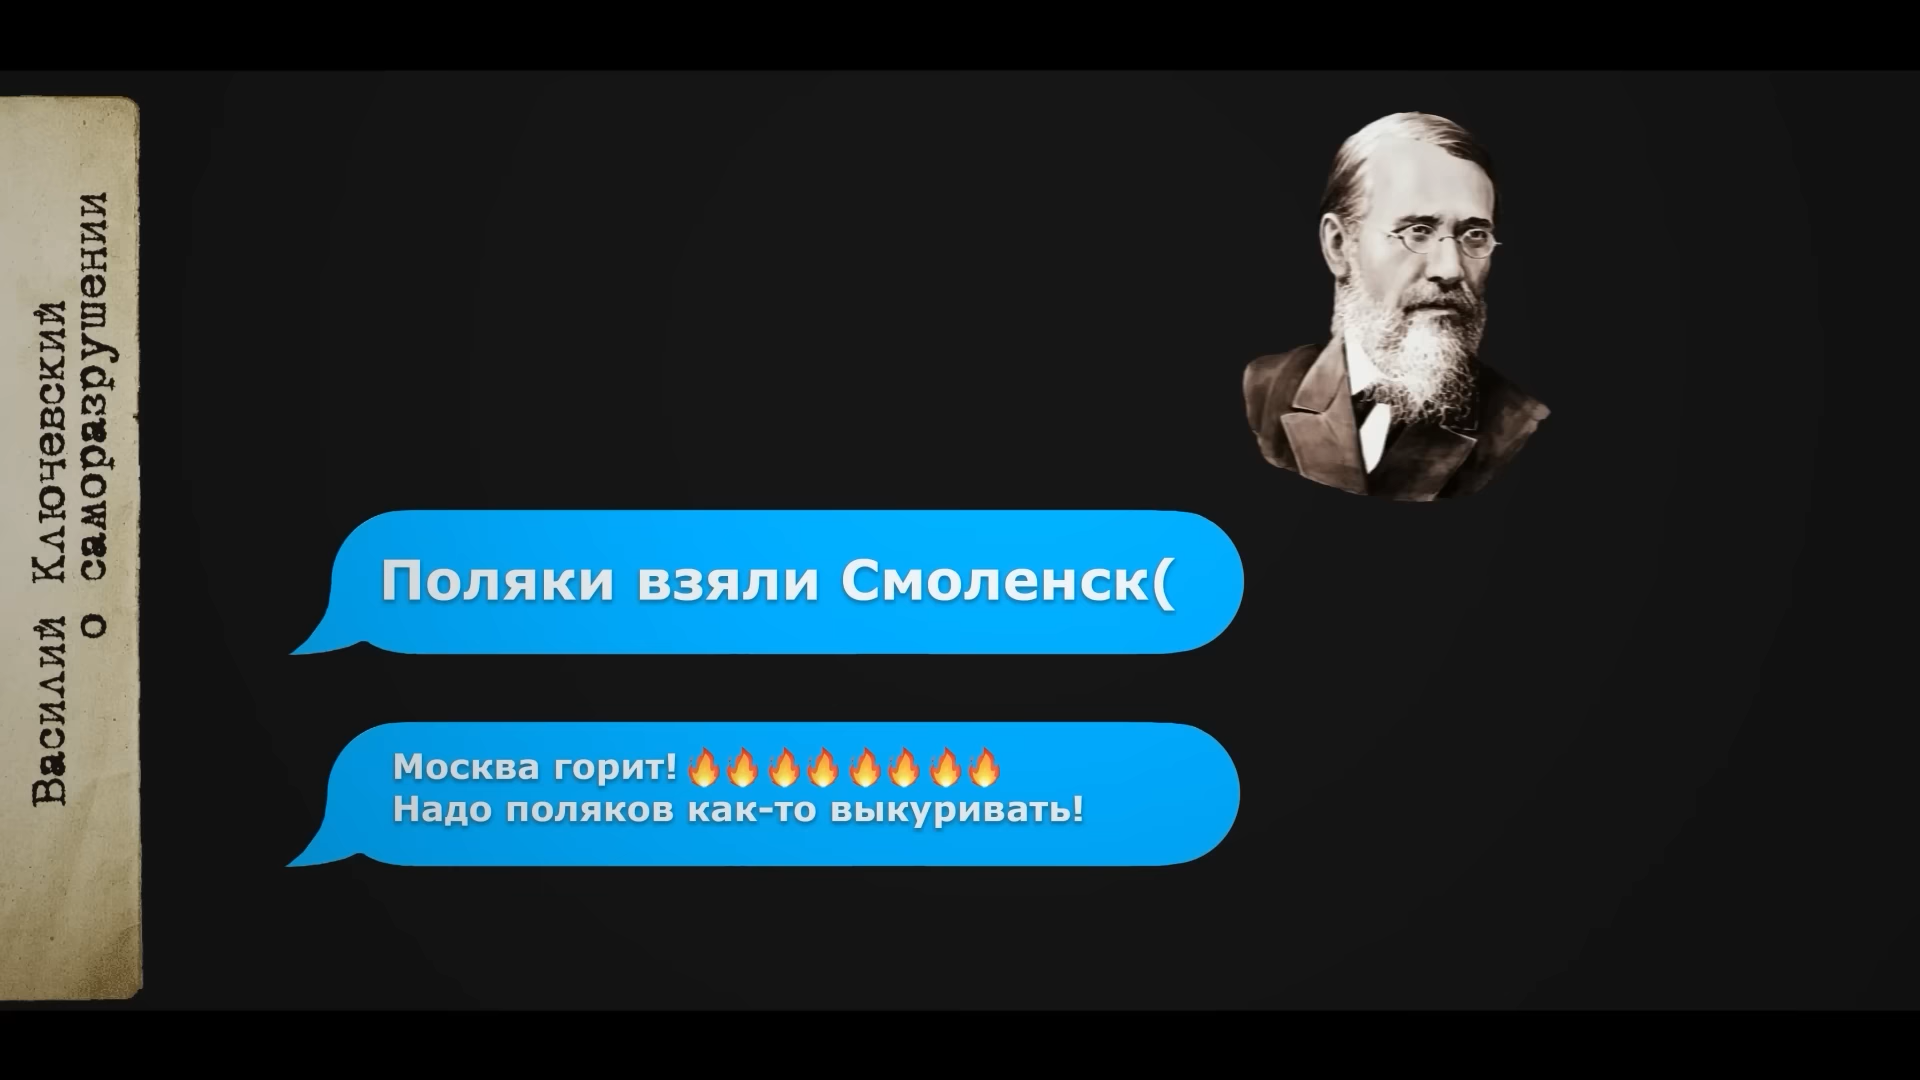 Василий Ключевский
о саморазрушении
Поляки взяли Смоленск(
Москва горит! 🔥🔥🔥🔥🔥🔥🔥🔥
Надо поляков как-то выкуривать!